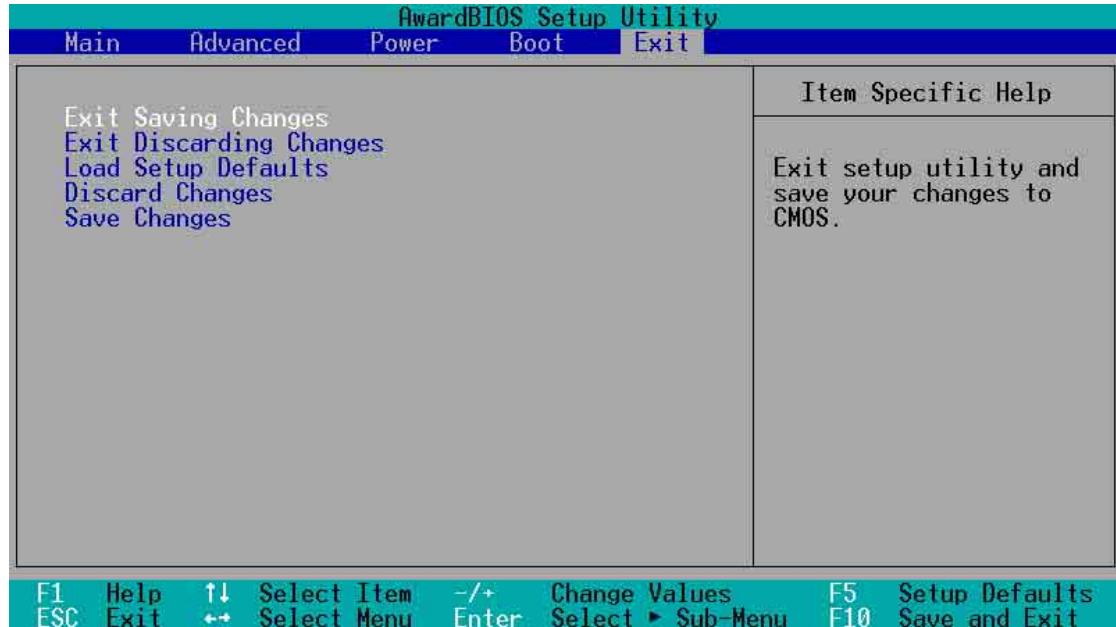 AwardBIOS Setup Utility
Main Advanced Power Boot Exit
Item Specific Help
Exit Saving Changes
Exit Discarding Changes
Load Setup Defaults
Discard Changes
Save Changes
Exit setup utility and
save your changes to
CMOS.
F1 Help ↑↓ Select Item -/+ Change Values F5 Setup Defaults
ESC Exit ←→ Select Menu Enter Select ► Sub-Menu F10 Save and Exit